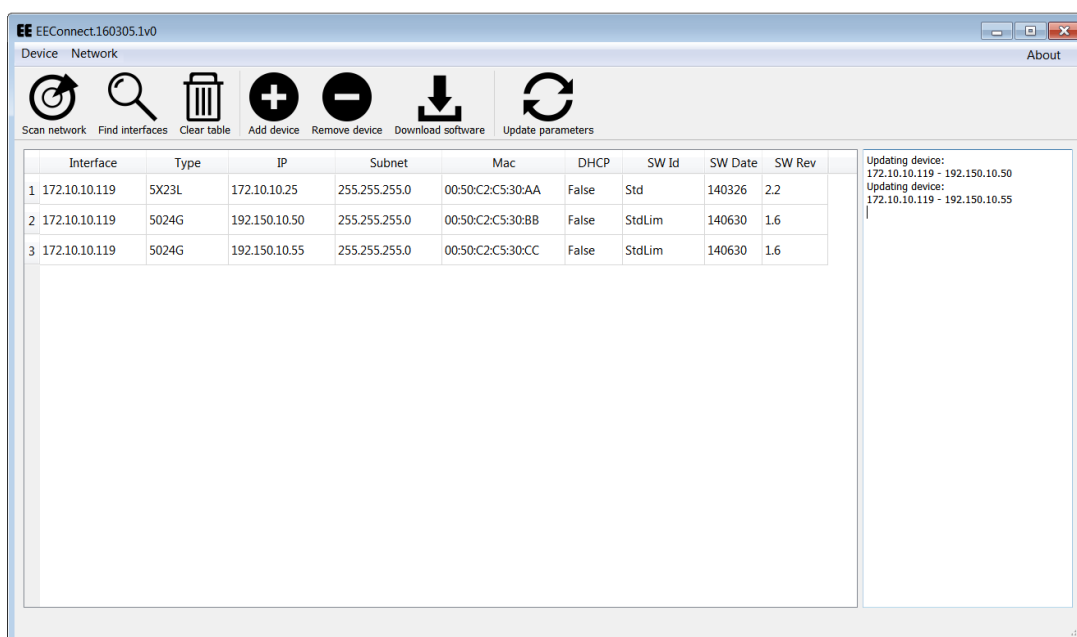 EE EEConnect.160305.1v0
Device Network About
Scan network Find interfaces Clear table Add device Remove device Download software Update parameters
Interface Type IP Subnet Mac DHCP SW Id SW Date SW Rev
1 172.10.10.119 5X23L 172.10.10.25 255.255.255.0 00:50:C2:C5:30:AA False Std 140326 2.2
2 172.10.10.119 5024G 192.150.10.50 255.255.255.0 00:50:C2:C5:30:BB False StdLim 140630 1.6
3 172.10.10.119 5024G 192.150.10.55 255.255.255.0 00:50:C2:C5:30:CC False StdLim 140630 1.6
Updating device:
172.10.10.119 - 192.150.10.50
Updating device:
172.10.10.119 - 192.150.10.55